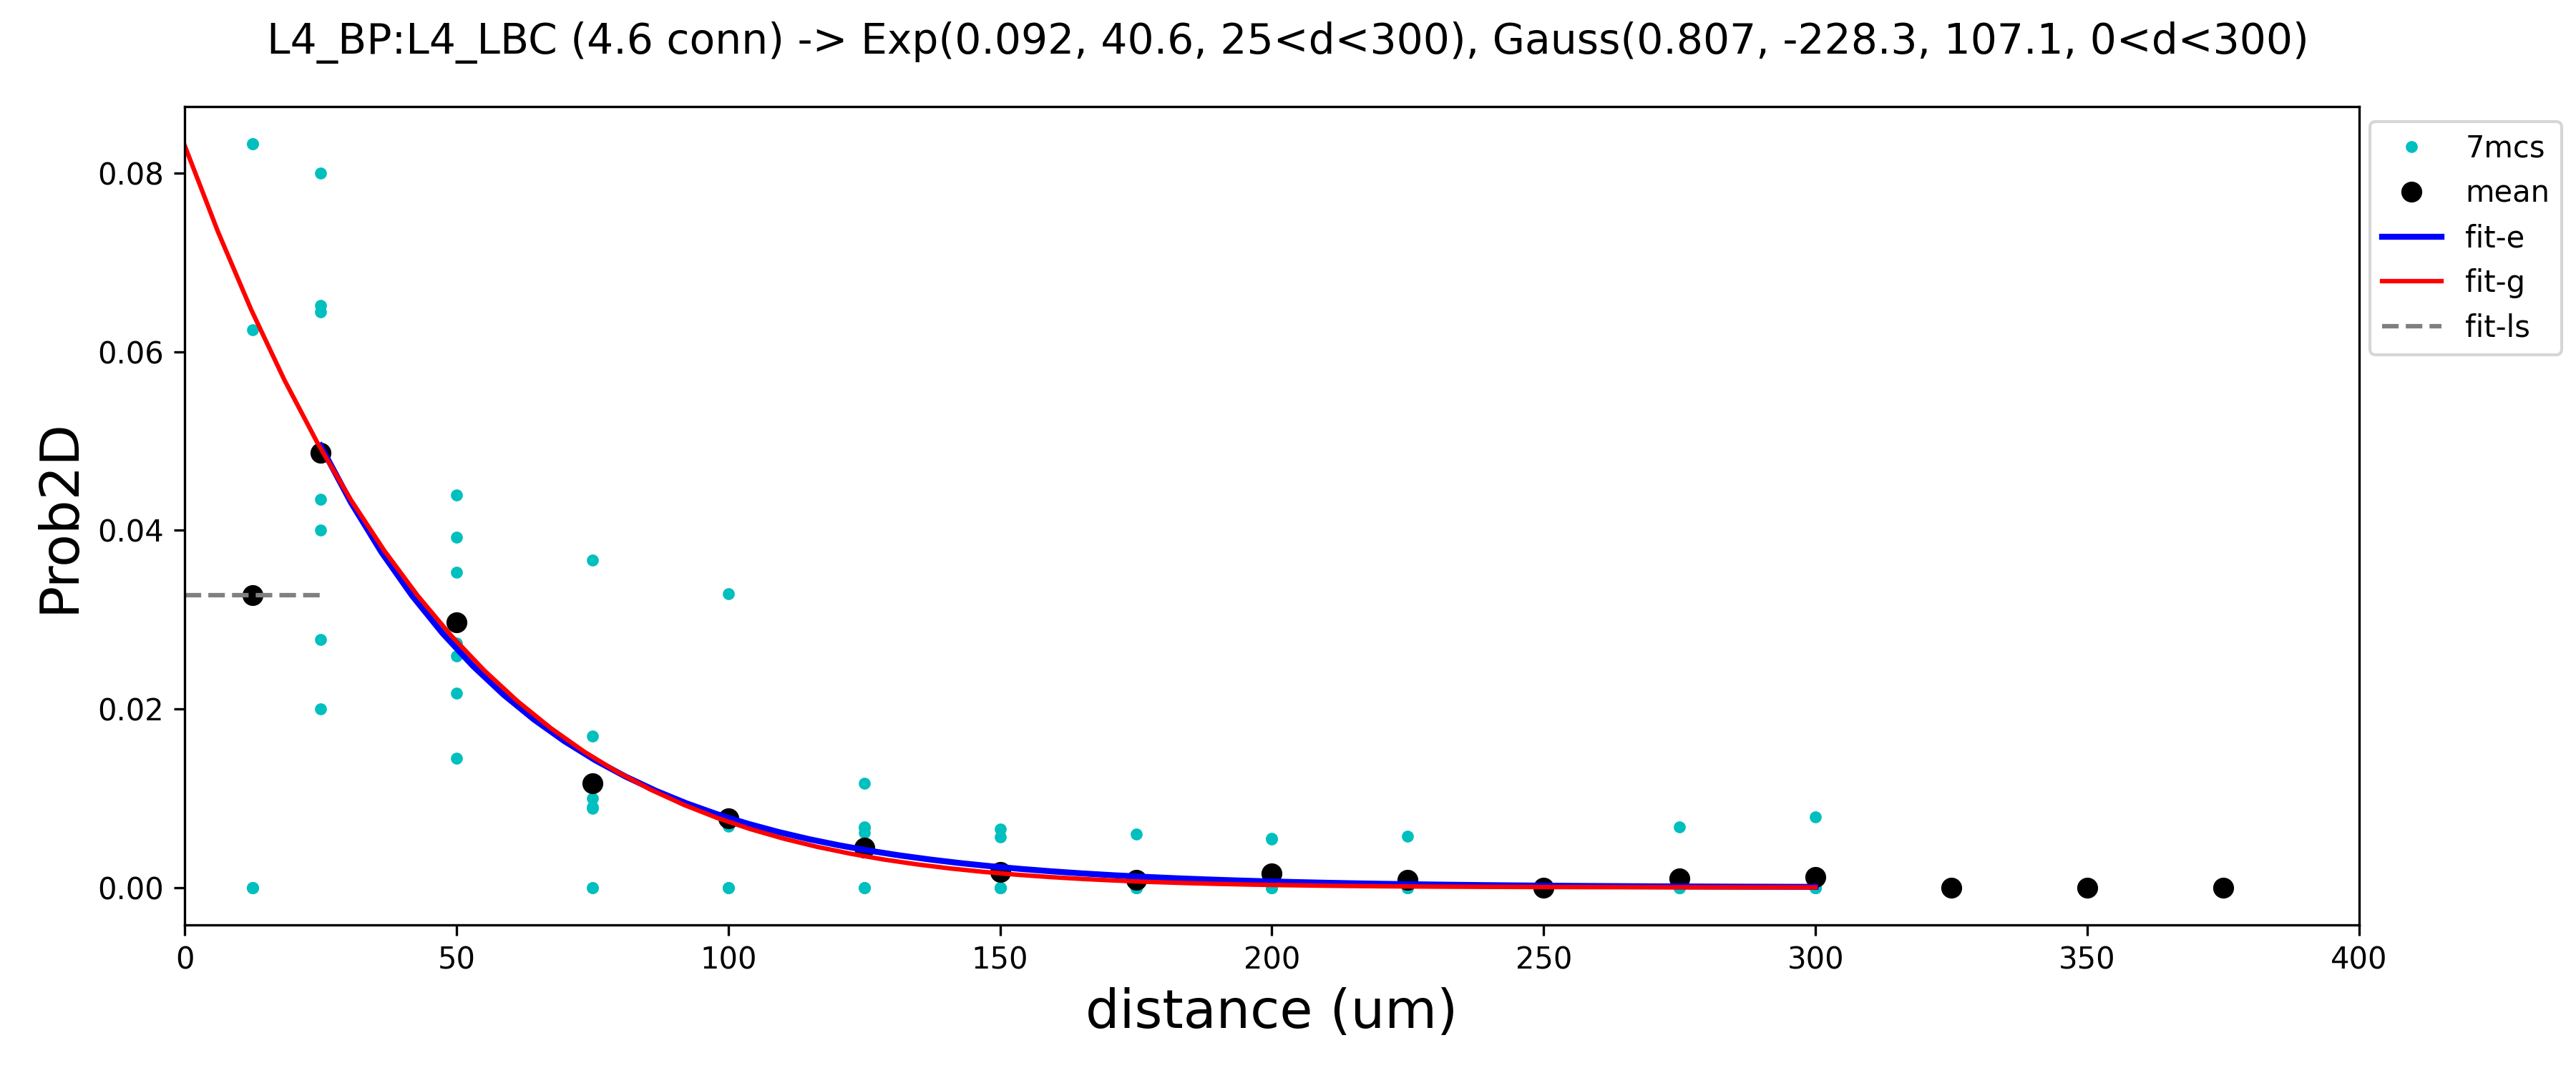 L4_BP:L4_LBC (4.6 conn) -> Exp(0.092, 40.6, 25<d<300), Gauss(0.807, -228.3, 107.1, 0<d<300)
7mcs
mean
fit-e
fit-g
fit-ls
Prob2D
0.08
0.06
0.04
0.02
0.00
0 50 100 150 200 250 300 350 400
distance (um)